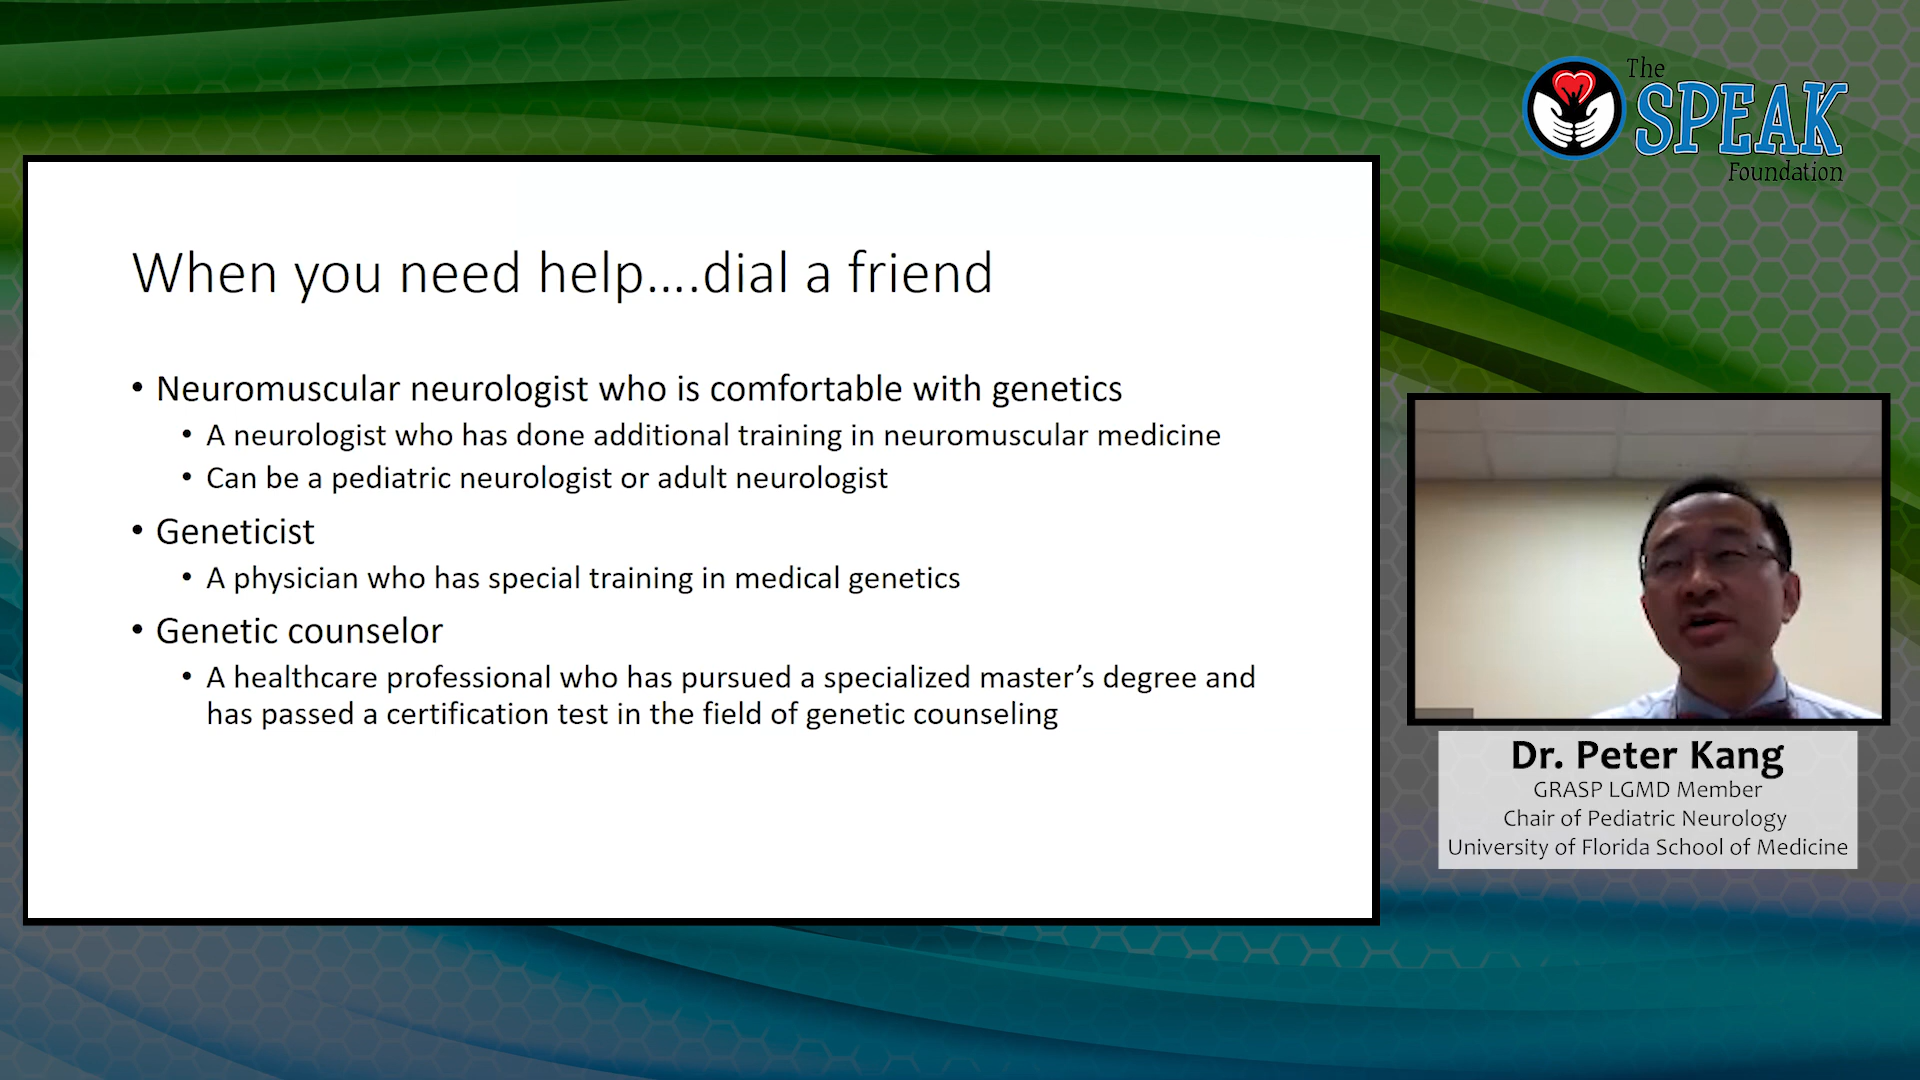 The
SPEAK
Foundation
When you need help....dial a friend
• Neuromuscular neurologist who is comfortable with genetics
• A neurologist who has done additional training in neuromuscular medicine
• Can be a pediatric neurologist or adult neurologist
• Geneticist
• A physician who has special training in medical genetics
• Genetic counselor
• A healthcare professional who has pursued a specialized master’s degree and
has passed a certification test in the field of genetic counseling
Dr. Peter Kang
GRASP LGMD Member
Chair of Pediatric Neurology
University of Florida School of Medicine